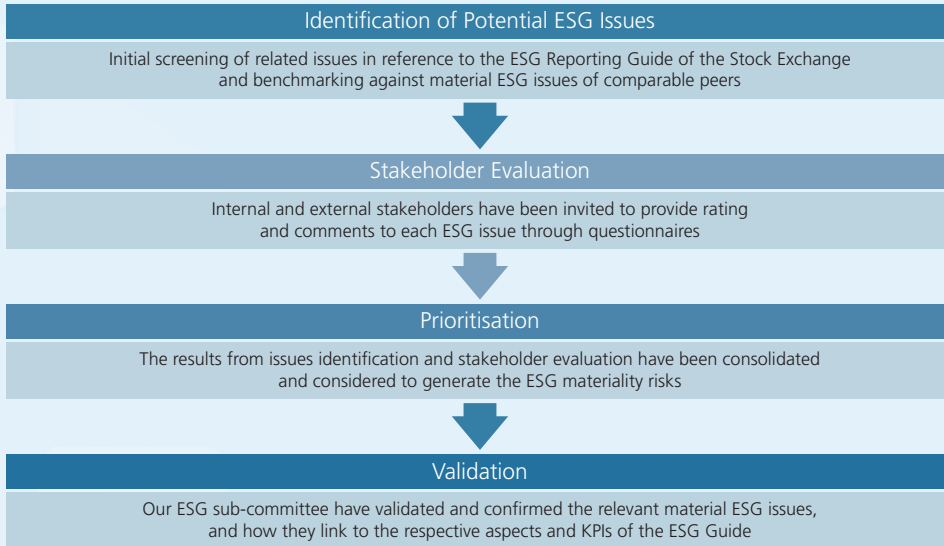 Identification of Potential ESG Issues
Initial screening of related issues in reference to the ESG Reporting Guide of the Stock Exchange
and benchmarking against material ESG issues of comparable peers
Stakeholder Evaluation
Internal and external stakeholders have been invited to provide rating
and comments to each ESG issue through questionnaires
Prioritisation
The results from issues identification and stakeholder evaluation have been consolidated
and considered to generate the ESG materiality risks
Validation
Our ESG sub-committee have validated and confirmed the relevant material ESG issues,
and how they link to the respective aspects and KPIs of the ESG Guide